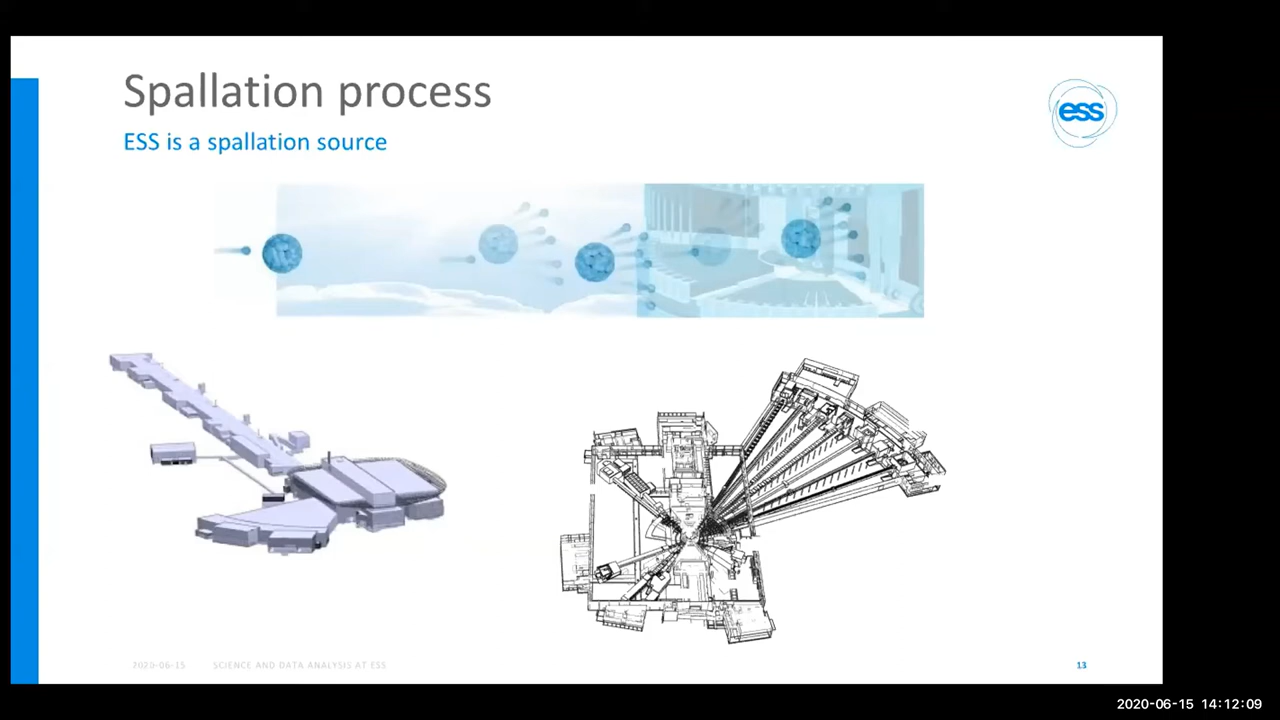 Spallation process
ess
ESS is a spallation source
2020-06-15 SCIENCE AND DATA ANALYSIS AT ESS 13
2020-06-15 14:12:09